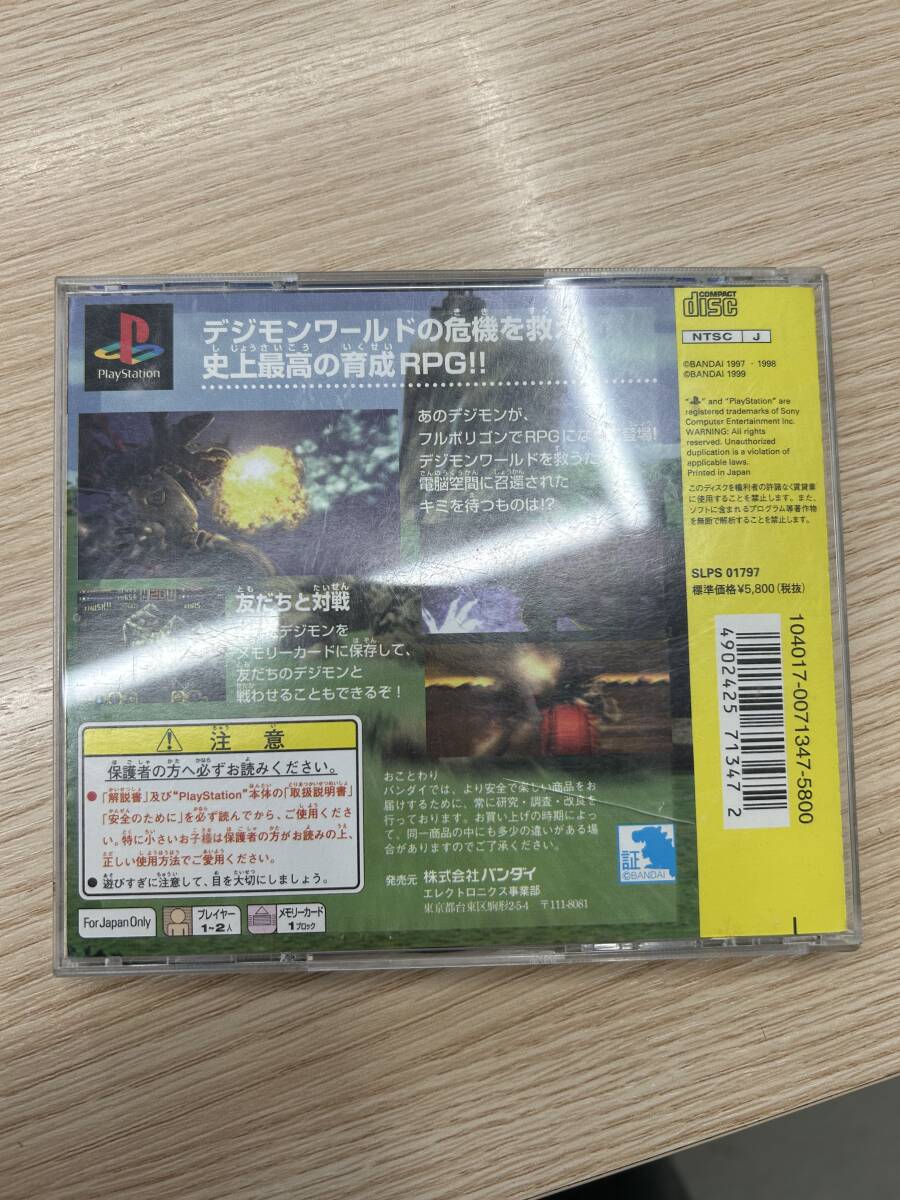 PlayStation
デジモンワールドの危機を救え
史上最高の育成RPG!!
あのデジモンが、
フルポリゴンでRPGにな 登場!
デジモンワールドを救うた
電脳空間に召還された
キミを待つものは!?
友だちと対戦
デジモンを
メモリーカードに保存して、
友だちのデジモンと
戦わせることもできるぞ!
注意
保護者の方へ必ずお読みください。
●「解説書」及び“PlayStation”本体の「取扱説明書」
「安全のために」を必ず読んでから、ご使用くださ
い。特に小さいお子様は保護者の方がお読みの上、
正しい使用方法でご愛用ください。
●遊びすぎに注意して、目を大切にしましょう。
For Japan Only
プレイヤー
1~2人
メモリーカード
1ブロック
おことわり
バンダイでは、より安全で楽しい商品をお
届けするために、常に研究・調査・改良を
行っております。お買い上げの時期によっ
て、同一商品の中にも多少の違いがある場
合がありますのでご了承ください。
発売元 株式会社バンダイ
エレクトロニクス事業部
東京都台東区駒形2-5-4 〒111-8081
証
©BANDAI
COMPACT
disc
NTSC J
©BANDAI 1997・1998
©BANDAI 1999
“ ” and “PlayStation” are
registered trademarks of Sony
Computer Entertainment Inc.
WARNING: All rights
reserved. Unauthorized
duplication is a violation of
applicable laws.
Printed in Japan
このディスクを権利者の許諾なく賃貸業
に使用することを禁止します。また、
ソフトに含まれるプログラム等著作物
を無断で解析することを禁止します。
SLPS 01797
標準価格¥5,800(税抜)
104017-0071347-5800
4902425 71347 2